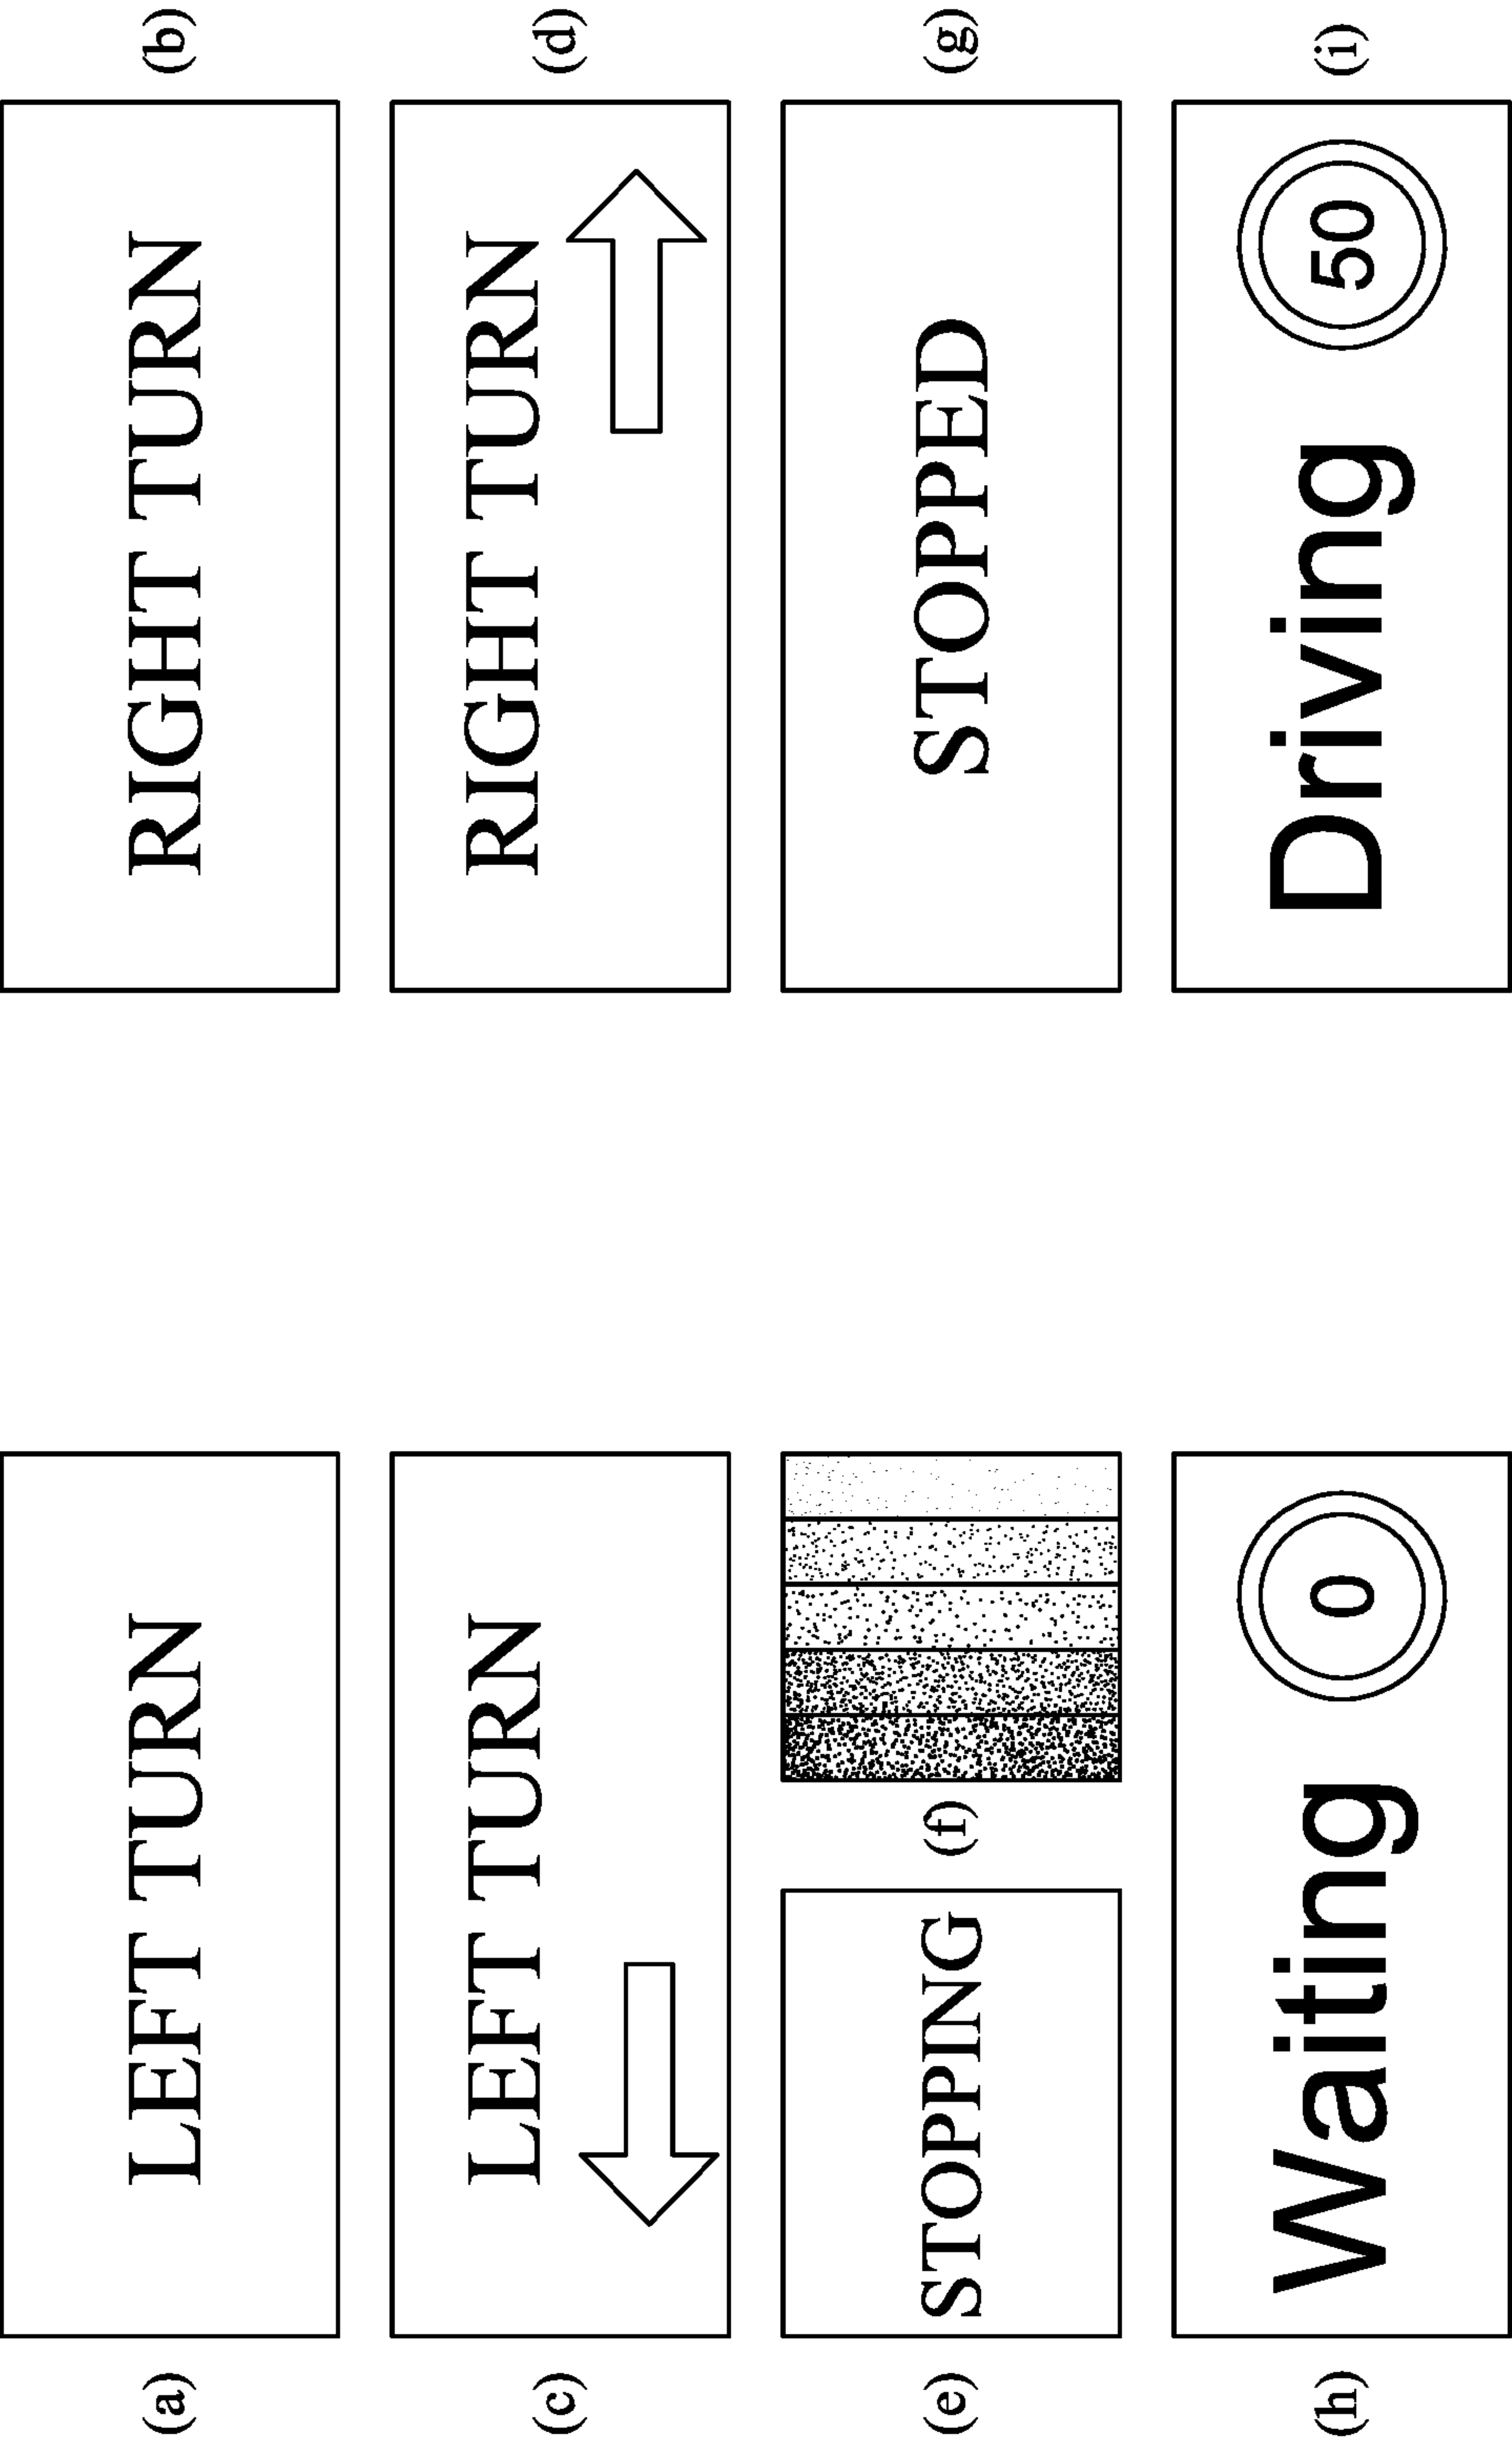 (a) LEFT TURN
(b) RIGHT TURN
(c) LEFT TURN
(d) RIGHT TURN
(e) STOPPING
(f)
(g) STOPPED
(h) Waiting 0
(i) Driving 50